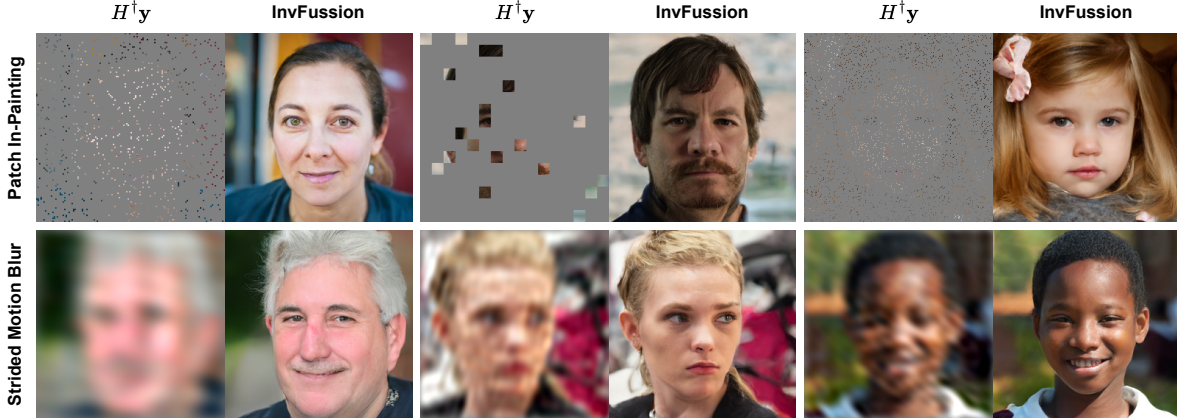 H†y InvFussion H†y InvFussion H†y InvFussion
Patch In-Painting
Strided Motion Blur